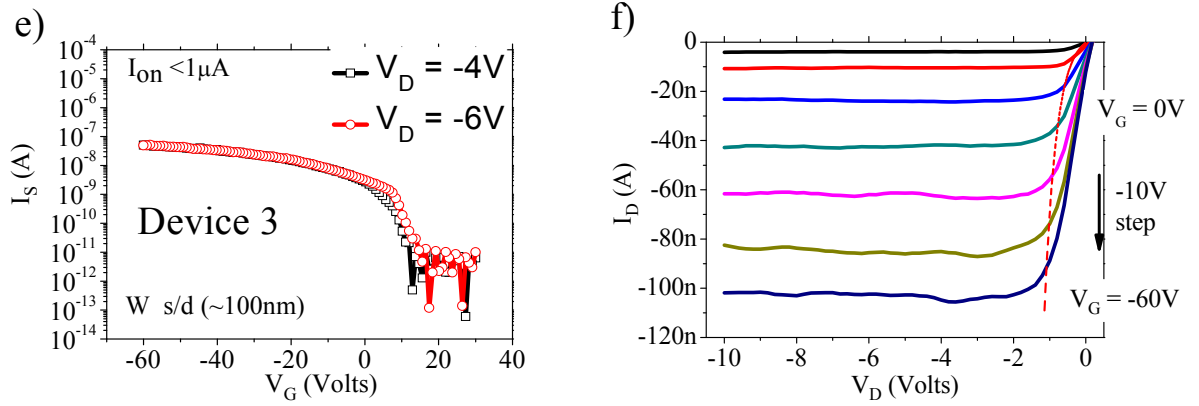 e)
10^-4
10^-5
10^-6
10^-7
10^-8
10^-9
10^-10
10^-11
10^-12
10^-13
10^-14
I_S (A)
I_on <1μA
V_D = -4V
V_D = -6V
Device 3
W s/d (~100nm)
-60 -40 -20 0 20 40
V_G (Volts)
f)
0
-20n
-40n
-60n
-80n
-100n
-120n
I_D (A)
V_G = 0V
-10V
step
V_G = -60V
-10 -8 -6 -4 -2 0
V_D (Volts)